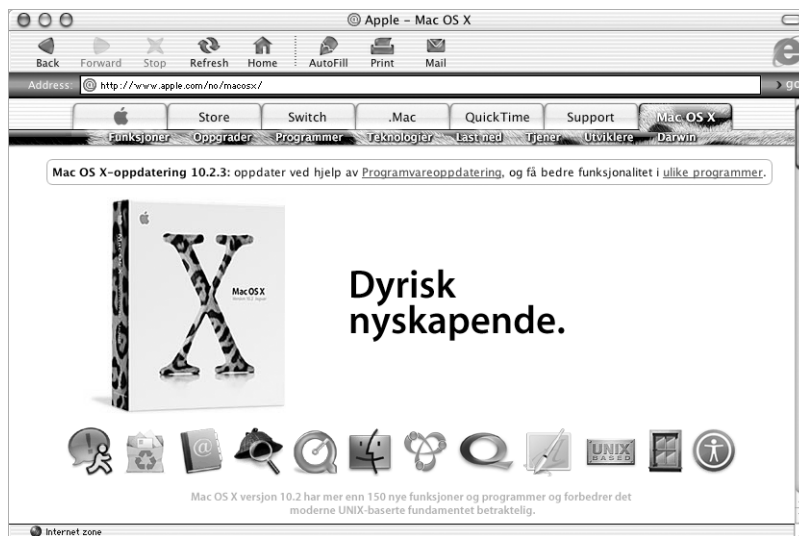 @ Apple – Mac OS X
Back Forward Stop Refresh Home AutoFill Print Mail
Address: @ http://www.apple.com/no/macosx/ › go
Store Switch .Mac QuickTime Support Mac OS X
Funksjoner Oppgrader Programmer Teknologier Last ned Tjener Utviklere Darwin
Mac OS X-oppdatering 10.2.3: oppdater ved hjelp av Programvareoppdatering, og få bedre funksjonalitet i ulike programmer.
X
Mac OS X
Dyrisk
nyskapende.
@
UNIX
BASED
Mac OS X versjon 10.2 har mer enn 150 nye funksjoner og programmer og forbedrer det
moderne UNIX-baserte fundamentet betraktelig.
Internet zone